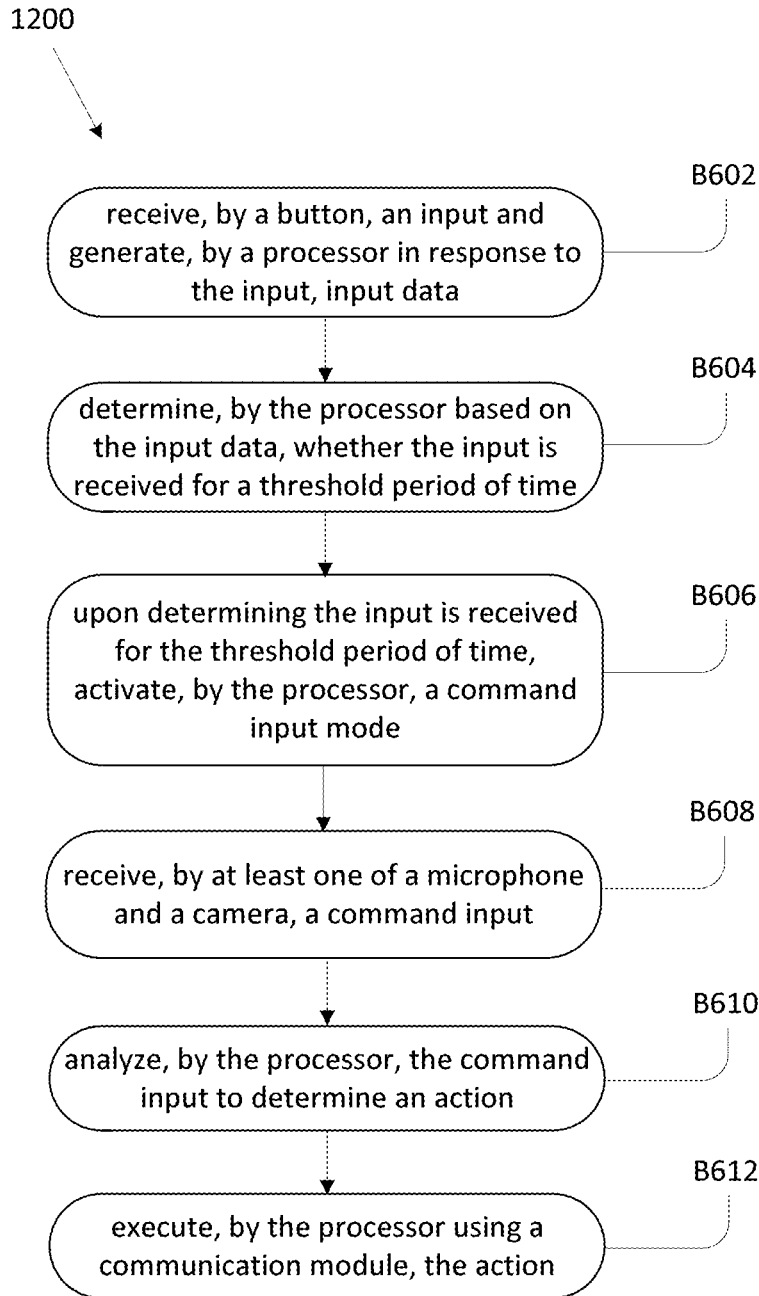 1200
B602
receive, by a button, an input and
generate, by a processor in response to
the input, input data
B604
determine, by the processor based on
the input data, whether the input is
received for a threshold period of time
B606
upon determining the input is received
for the threshold period of time,
activate, by the processor, a command
input mode
B608
receive, by at least one of a microphone
and a camera, a command input
B610
analyze, by the processor, the command
input to determine an action
B612
execute, by the processor using a
communication module, the action